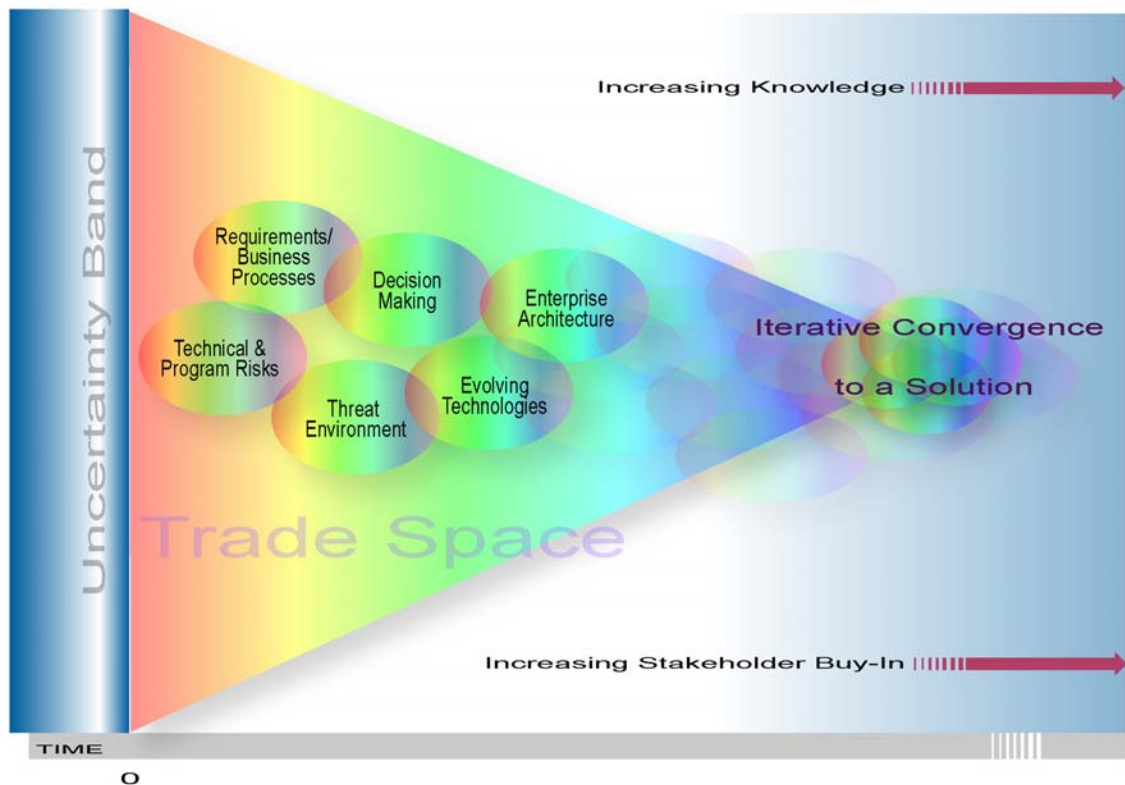 Uncertainty Band
Increasing Knowledge
Requirements/
Business
Processes
Decision
Making
Enterprise
Architecture
Technical &
Program Risks
Threat
Environment
Evolving
Technologies
Iterative Convergence
to a Solution
Trade Space
Increasing Stakeholder Buy-In
TIME
0